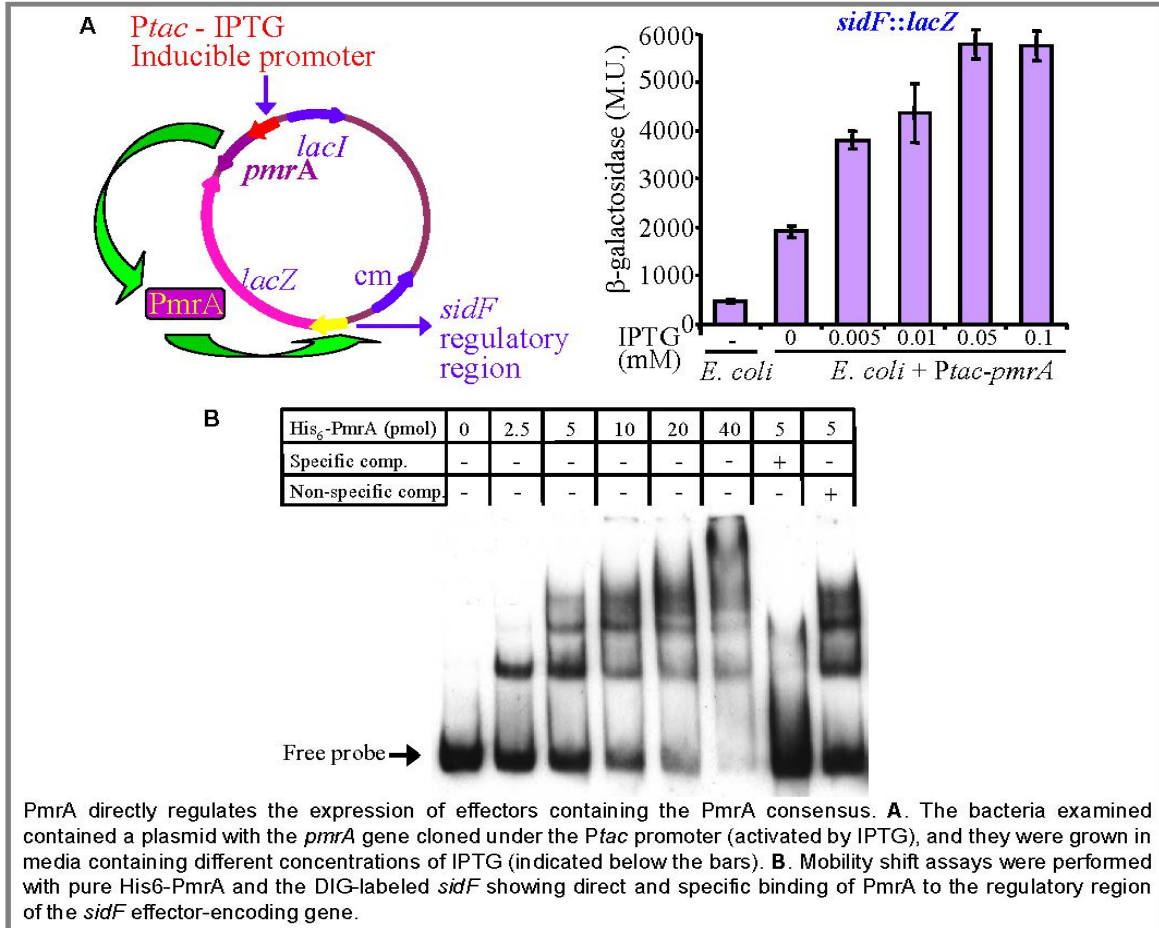 A
Ptac - IPTG
Inducible promoter
lacI
pmrA
lacZ
cm
PmrA
sidF
regulatory
region
sidF::lacZ
β-galactosidase (M.U.)
6000
5000
4000
3000
2000
1000
0
IPTG
(mM)
- 0 0.005 0.01 0.05 0.1
E. coli E. coli + Ptac-pmrA
B
His6-PmrA (pmol) 0 2.5 5 10 20 40 5 5
Specific comp. - - - - - - + -
Non-specific comp. - - - - - - - +
Free probe
PmrA directly regulates the expression of effectors containing the PmrA consensus. A. The bacteria examined
contained a plasmid with the pmrA gene cloned under the Ptac promoter (activated by IPTG), and they were grown in
media containing different concentrations of IPTG (indicated below the bars). B. Mobility shift assays were performed
with pure His6-PmrA and the DIG-labeled sidF showing direct and specific binding of PmrA to the regulatory region
of the sidF effector-encoding gene.